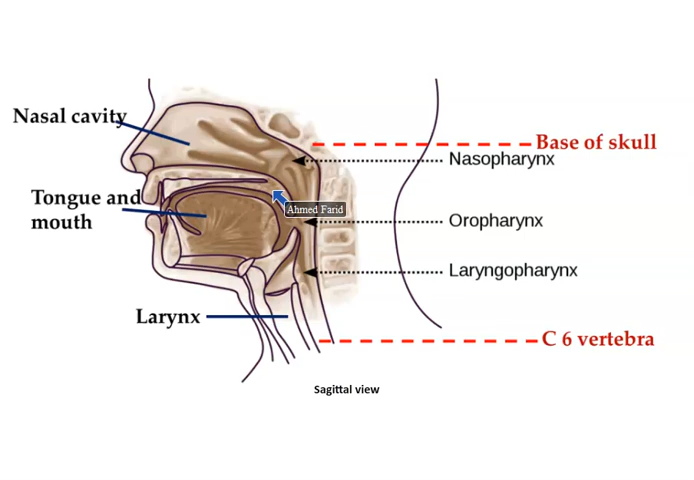 Nasal cavity
Base of skull
Nasopharynx
Tongue and
mouth
Ahmed Farid
Oropharynx
Laryngopharynx
Larynx
C 6 vertebra
Sagittal view